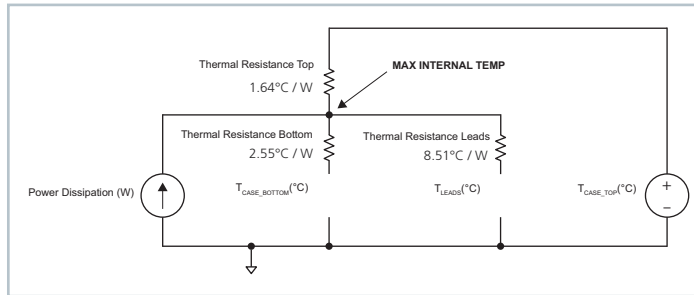 Thermal Resistance Top
1.64°C / W
MAX INTERNAL TEMP
Thermal Resistance Bottom
2.55°C / W
Thermal Resistance Leads
8.51°C / W
Power Dissipation (W)
TCASE_BOTTOM(°C)
TLEADS(°C)
TCASE_TOP(°C)
+
–